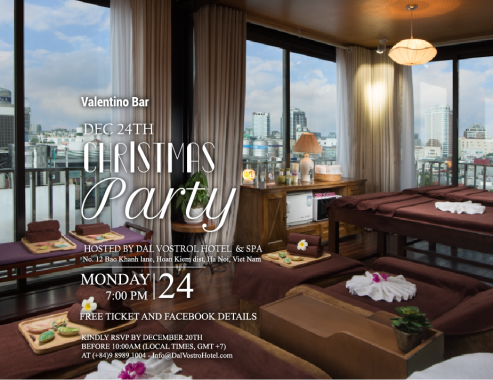 Valentino Bar
DEC 24TH
CHRISTMAS
Party
HOSTED BY DAL VOSTROL HOTEL & SPA
No. 12 Bao Khanh lane, Hoan Kiem dist, Ha Noi, Viet Nam
MONDAY 24
7:00 PM
FREE TICKET AND FACEBOOK DETAILS
KINDLY RSVP BY DECEMBER 20TH
BEFORE 10:00AM (LOCAL TIMES, GMT +7)
AT (+84)9 8989 1004 - Info@DalVostroHotel.com